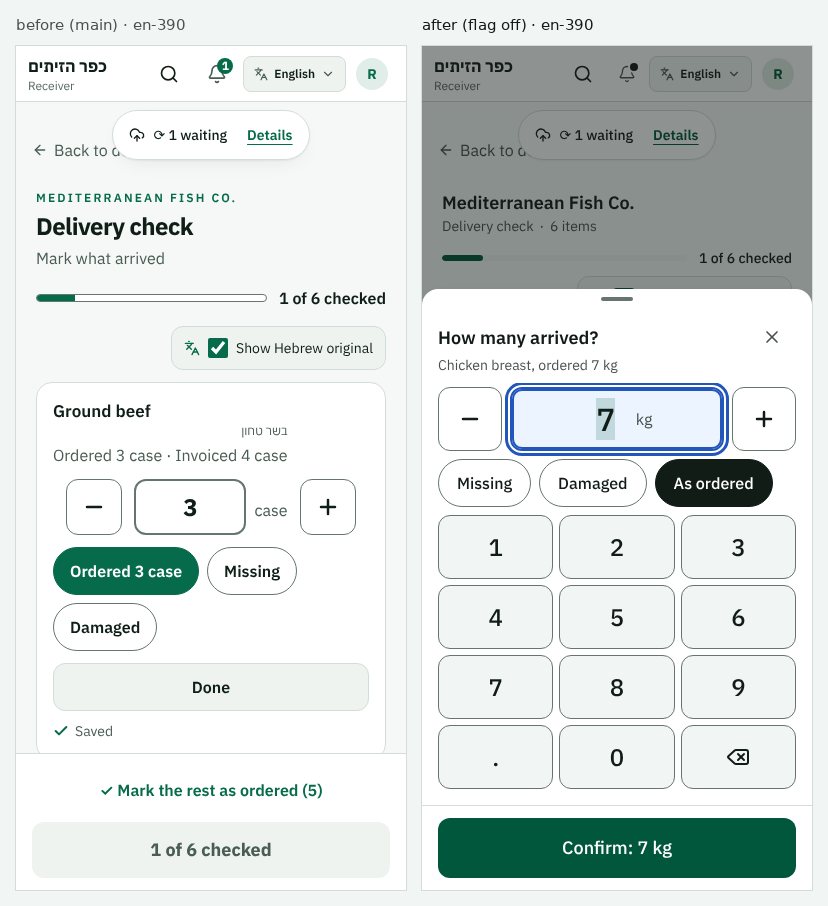 before (main) · en-390
כפר הזיתים
Receiver
1
English
R
⟳ 1 waiting
Details
Back to d
MEDITERRANEAN FISH CO.
Delivery check
Mark what arrived
1 of 6 checked
Show Hebrew original
Ground beef
בשר טחון
Ordered 3 case · Invoiced 4 case
− 3 case +
Ordered 3 case
Missing
Damaged
Done
Saved
Mark the rest as ordered (5)
1 of 6 checked
after (flag off) · en-390
כפר הזיתים
Receiver
English
R
⟳ 1 waiting
Details
Back to d
Mediterranean Fish Co.
Delivery check · 6 items
1 of 6 checked
How many arrived?
Chicken breast, ordered 7 kg
− 7 kg +
Missing
Damaged
As ordered
1 2 3
4 5 6
7 8 9
. 0
Confirm: 7 kg